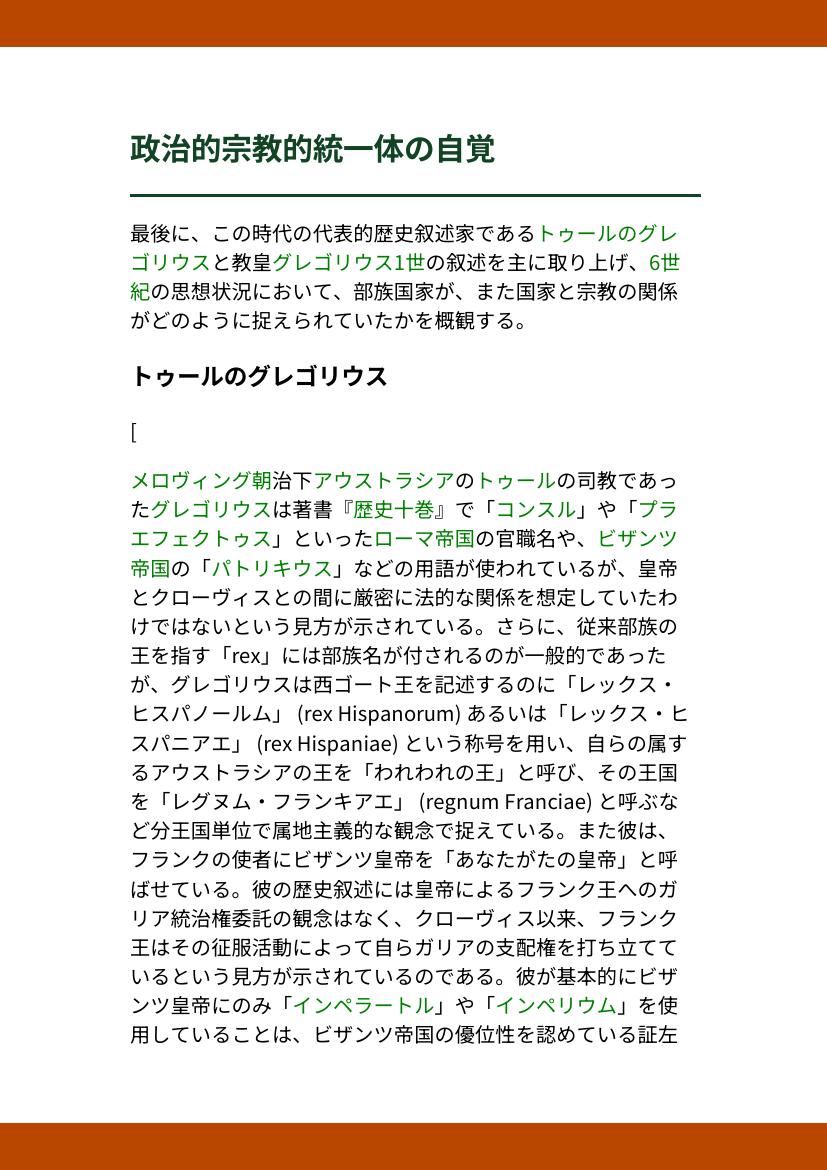 政治的宗教的統一体の自覚
最後に、この時代の代表的歴史叙述家であるトゥールのグレ
ゴリウスと教皇グレゴリウス1世の叙述を主に取り上げ、6世
紀の思想状況において、部族国家が、また国家と宗教の関係
がどのように捉えられていたかを概観する。
トゥールのグレゴリウス
[
メロヴィング朝治下アウストラシアのトゥールの司教であっ
たグレゴリウスは著書『歴史十巻』で「コンスル」や「プラ
エフェクトゥス」といったローマ帝国の官職名や、ビザンツ
帝国の「パトリキウス」などの用語が使われているが、皇帝
とクローヴィスとの間に厳密に法的な関係を想定していたわ
けではないという見方が示されている。さらに、従来部族の
王を指す「rex」には部族名が付されるのが一般的であった
が、グレゴリウスは西ゴート王を記述するのに「レックス・
ヒスパノールム」 (rex Hispanorum) あるいは「レックス・ヒ
スパニアエ」 (rex Hispaniae) という称号を用い、自らの属す
るアウストラシアの王を「われわれの王」と呼び、その王国
を「レグヌム・フランキアエ」 (regnum Franciae) と呼ぶな
ど分王国単位で属地主義的な観念で捉えている。また彼は、
フランクの使者にビザンツ皇帝を「あなたがたの皇帝」と呼
ばせている。彼の歴史叙述には皇帝によるフランク王へのガ
リア統治権委託の観念はなく、クローヴィス以来、フランク
王はその征服活動によって自らガリアの支配権を打ち立てて
いるという見方が示されているのである。彼が基本的にビザ
ンツ皇帝にのみ「インペラートル」や「インペリウム」を使
用していることは、ビザンツ帝国の優位性を認めている証左